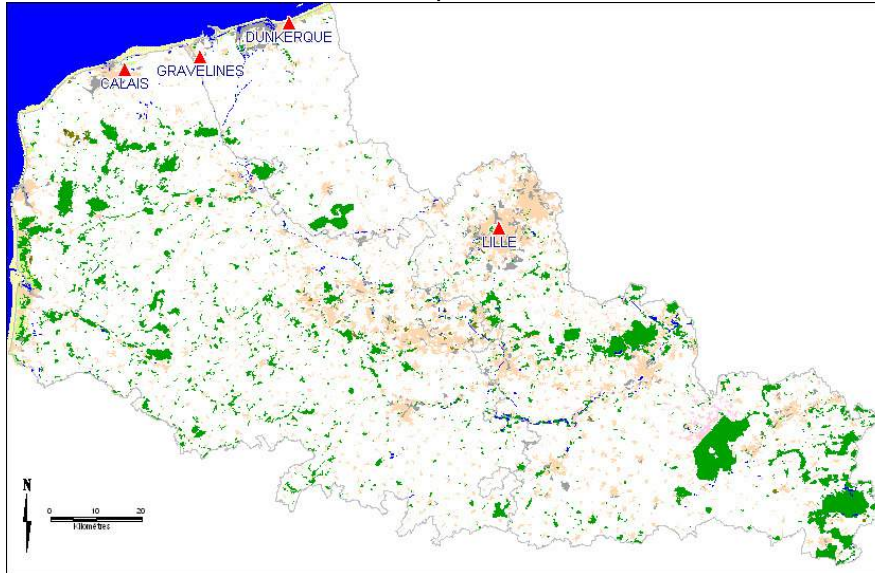 DUNKERQUE
GRAVELINES
CALAIS
LILLE
N
0 10 20
Kilomètres